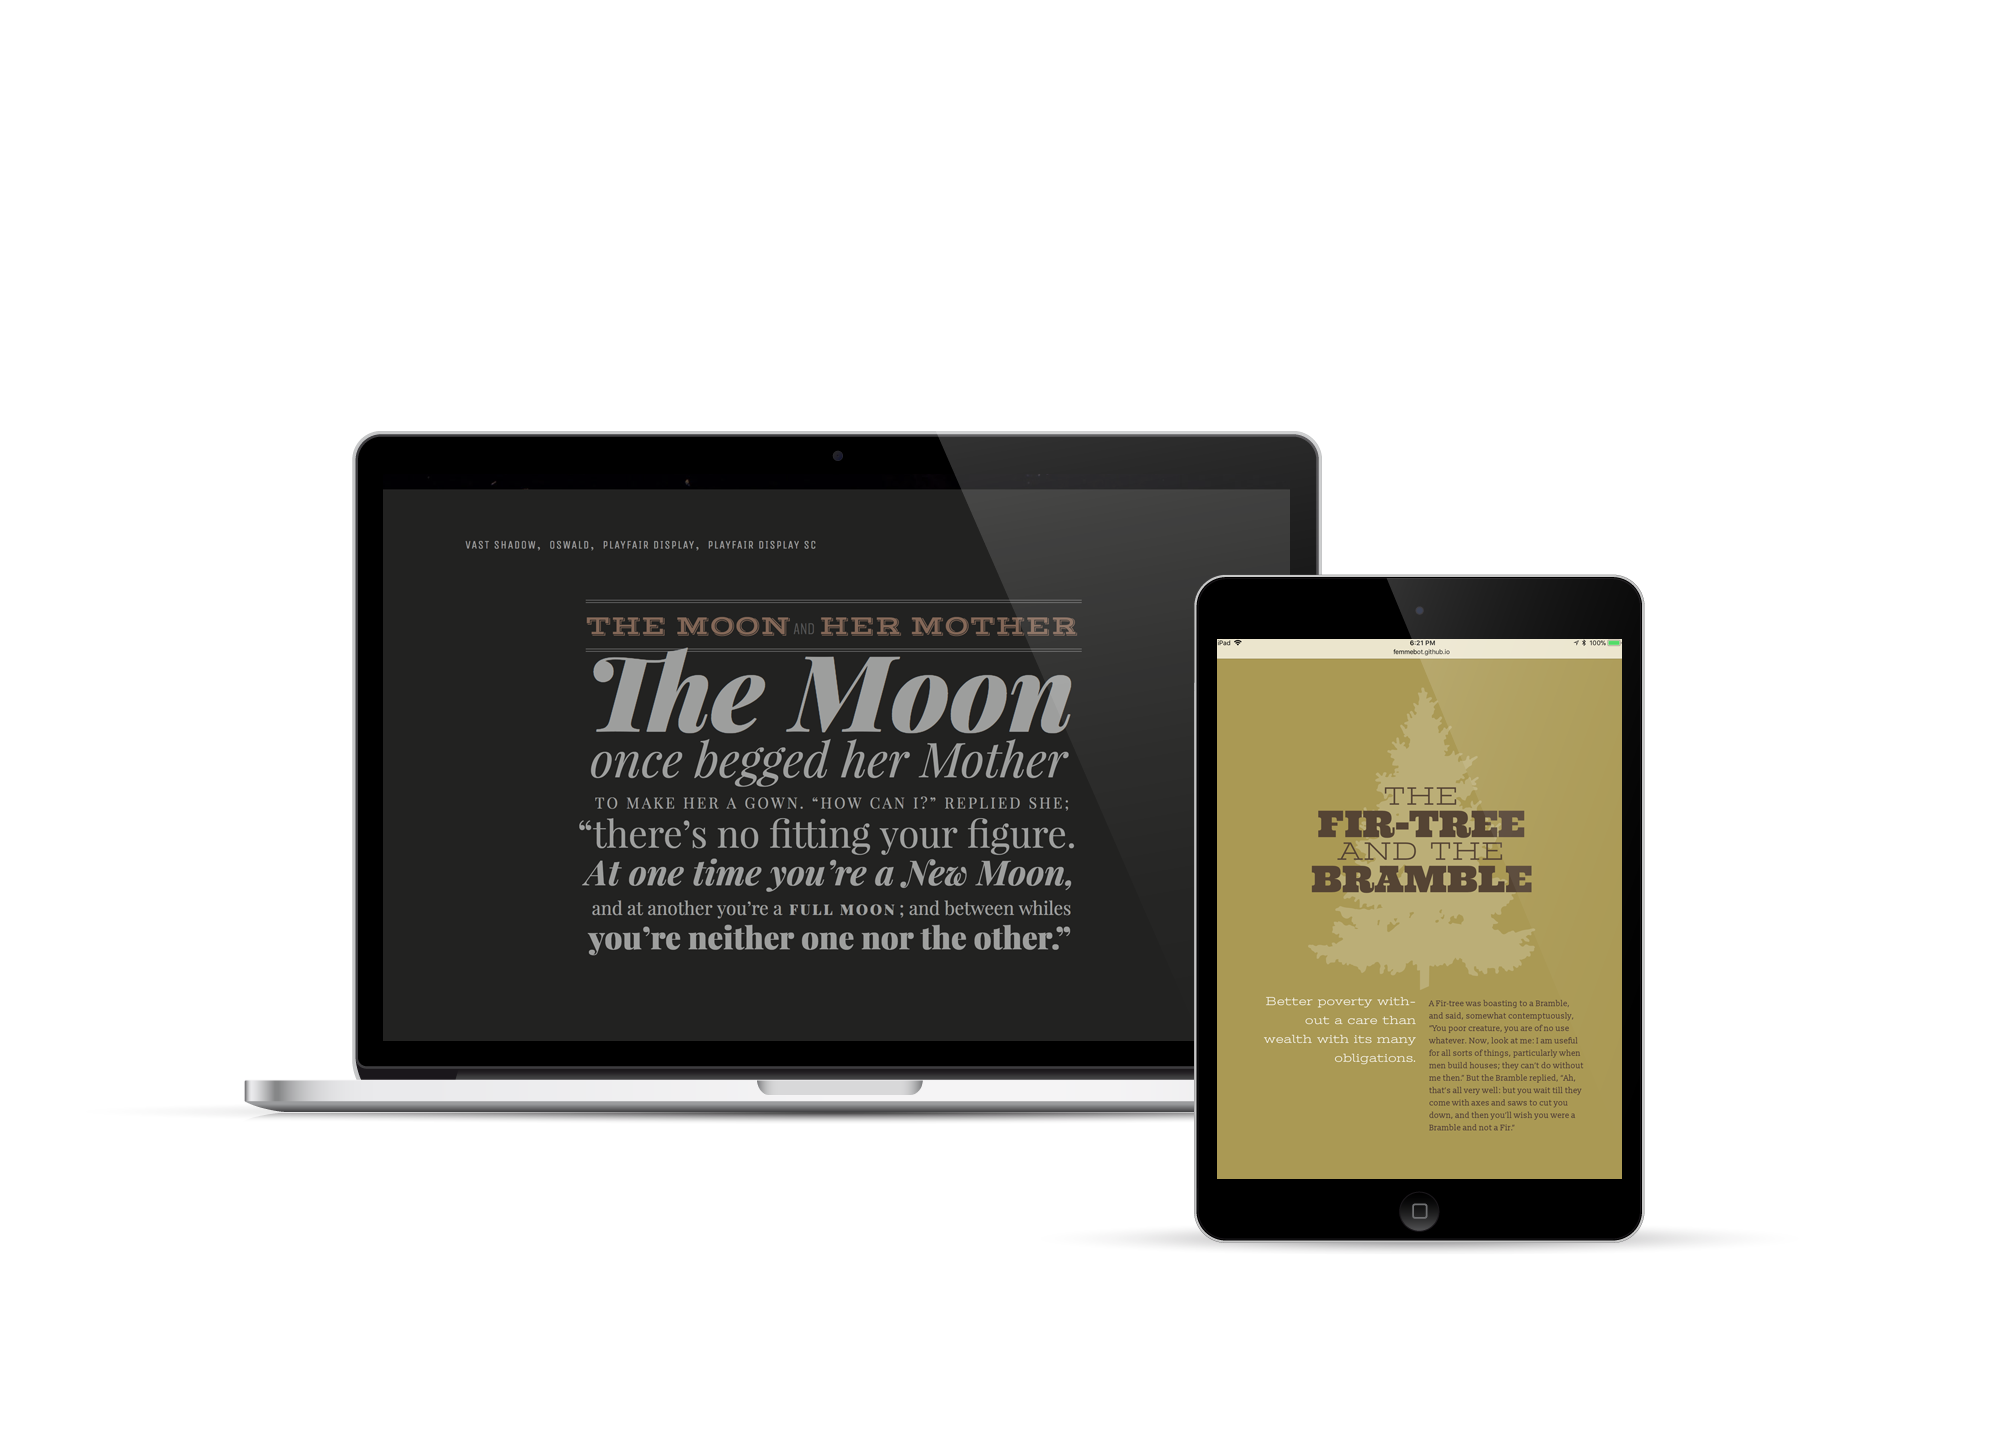 VAST SHADOW, OSWALD, PLAYFAIR DISPLAY, PLAYFAIR DISPLAY SC
THE MOON AND HER MOTHER
The Moon
once begged her Mother
TO MAKE HER A GOWN. “HOW CAN I?” REPLIED SHE;
“there’s no fitting your figure.
At one time you’re a New Moon,
and at another you’re a FULL MOON; and between whiles
you’re neither one nor the other.”
iPad 6:21 PM 100%
femmebot.github.io
THE
FIR-TREE
AND THE
BRAMBLE
Better poverty with-
out a care than
wealth with its many
obligations.
A Fir-tree was boasting to a Bramble,
and said, somewhat contemptuously,
"You poor creature, you are of no use
whatever. Now, look at me: I am useful
for all sorts of things, particularly when
men build houses; they can't do without
me then." But the Bramble replied, "Ah,
that's all very well: but you wait till they
come with axes and saws to cut you
down, and then you'll wish you were a
Bramble and not a Fir."